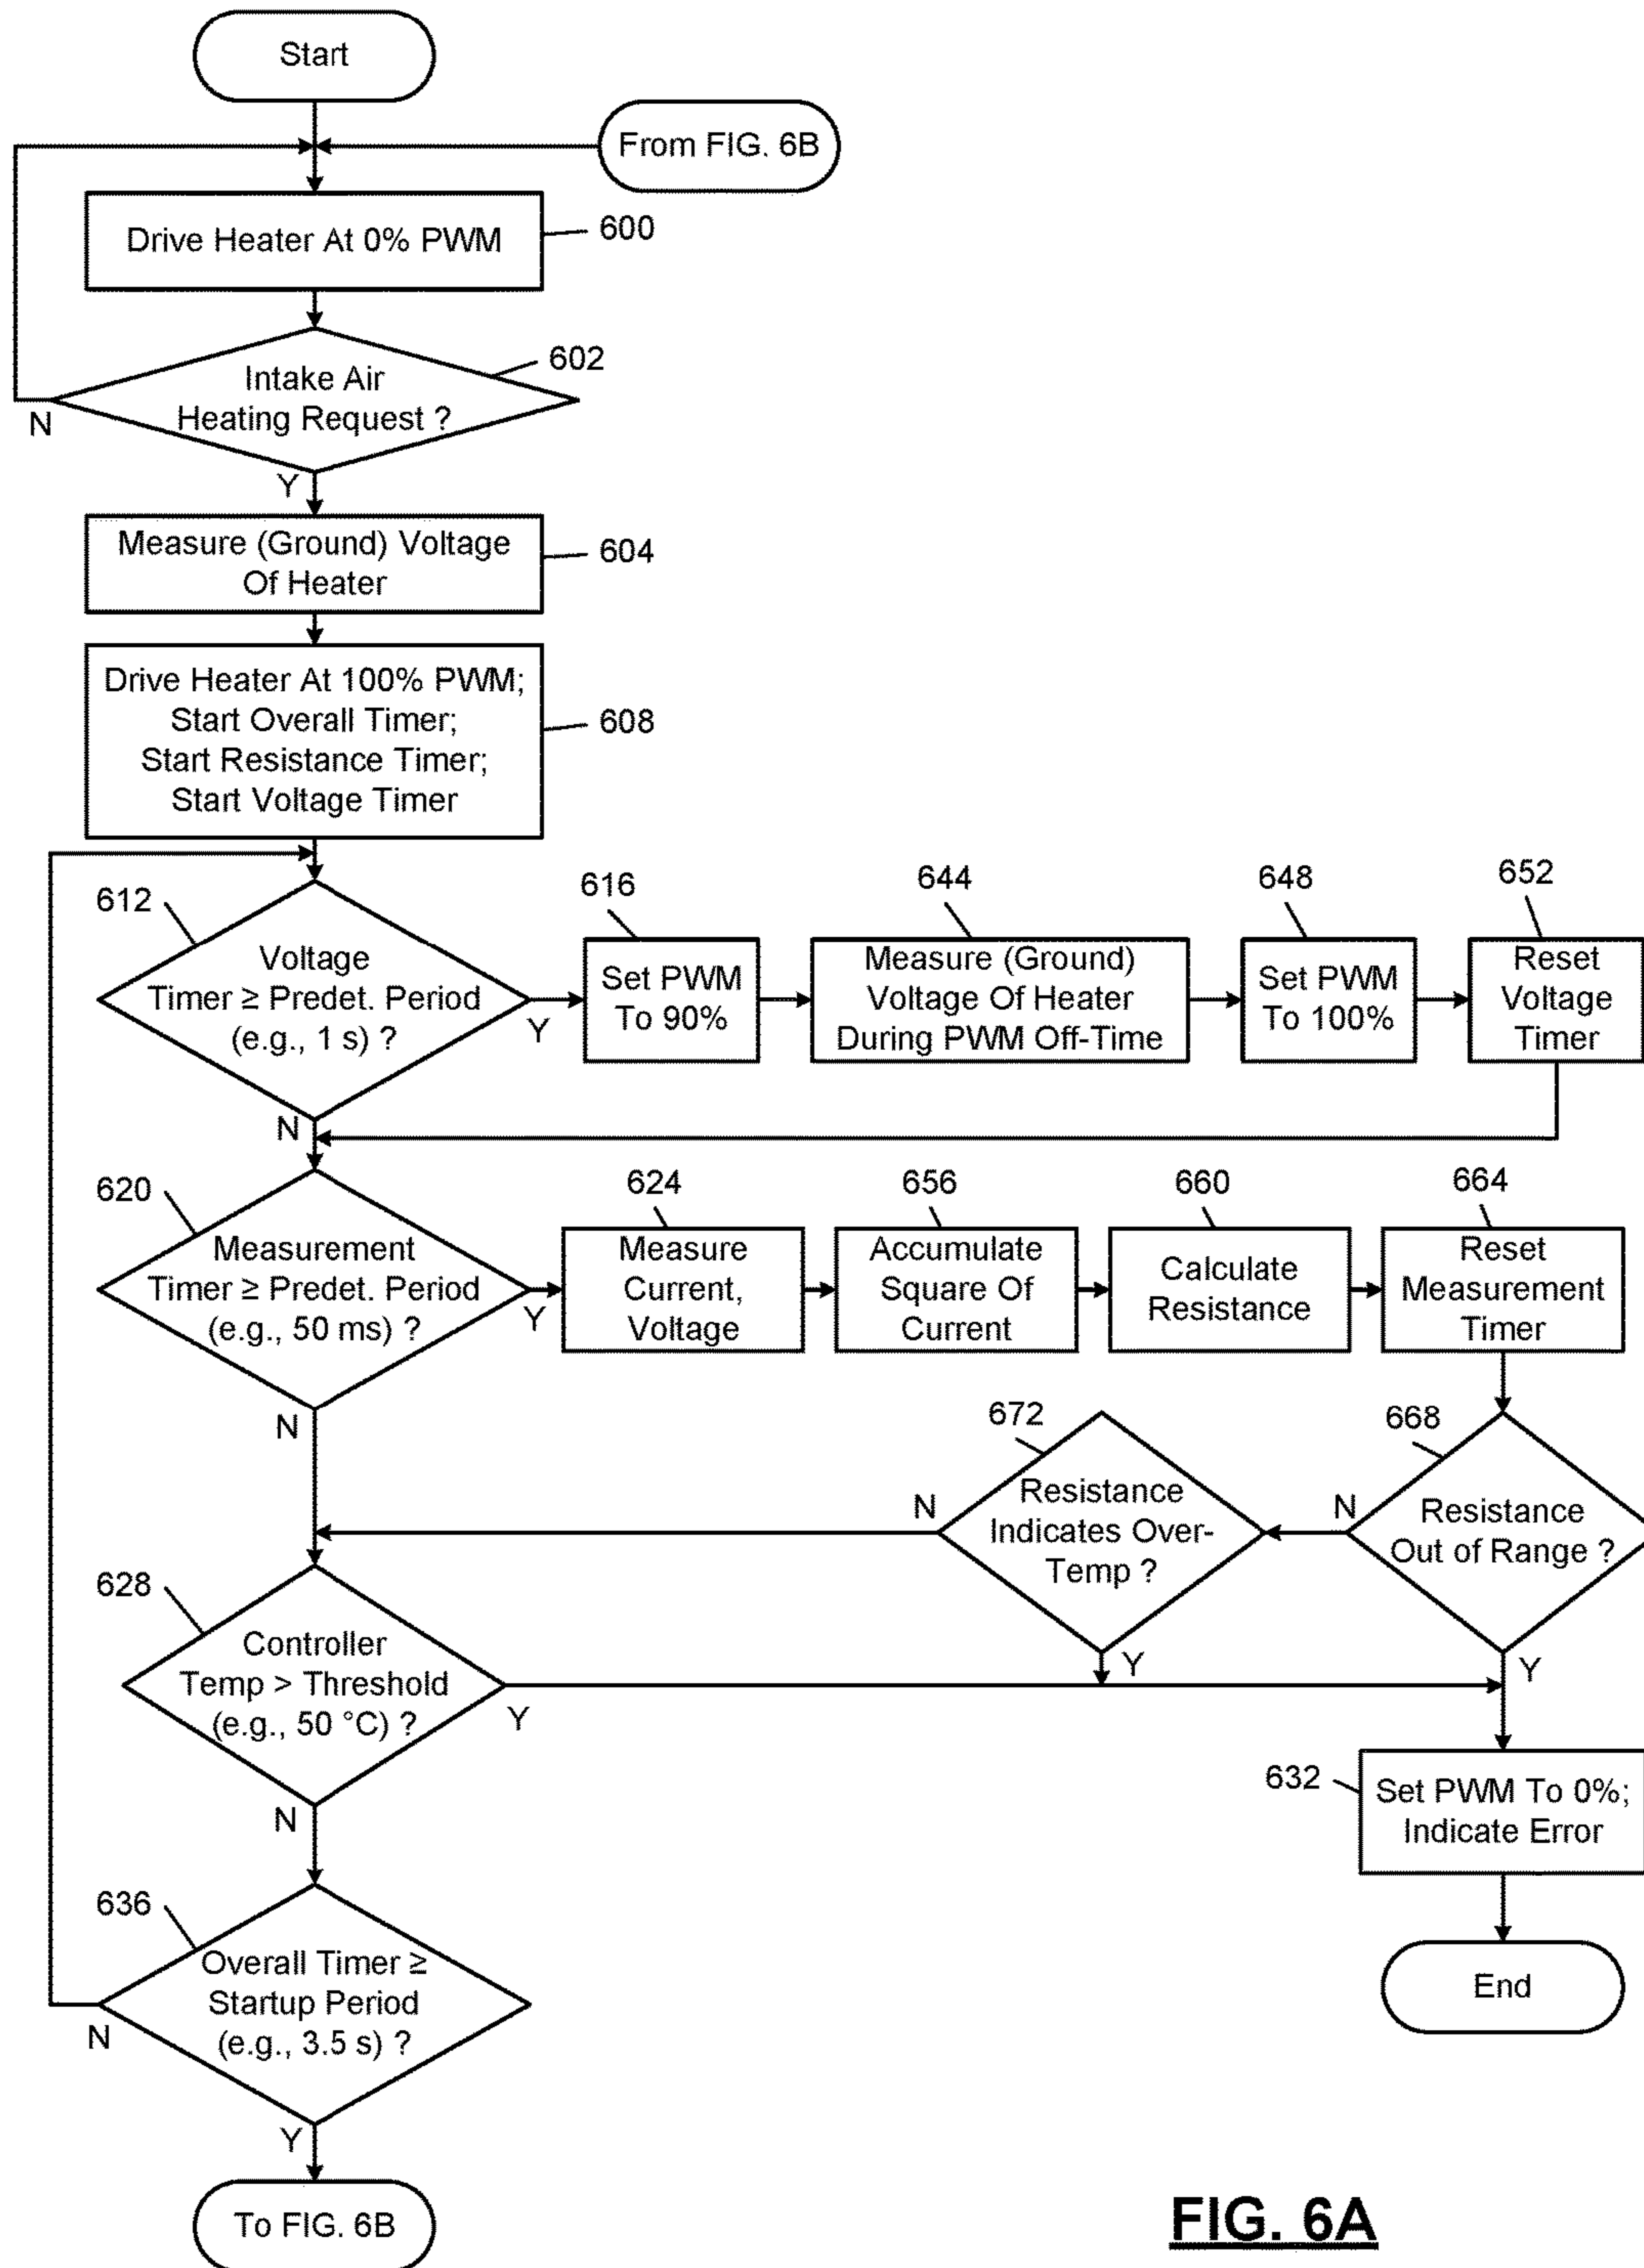 Start
From FIG. 6B
Drive Heater At 0% PWM
600
602
Intake Air
Heating Request ?
N
Y
Measure (Ground) Voltage
Of Heater
604
Drive Heater At 100% PWM;
Start Overall Timer;
Start Resistance Timer;
Start Voltage Timer
608
612
Voltage
Timer ≥ Predet. Period
(e.g., 1 s) ?
Y
N
616
Set PWM
To 90%
644
Measure (Ground)
Voltage Of Heater
During PWM Off-Time
648
Set PWM
To 100%
652
Reset
Voltage
Timer
620
Measurement
Timer ≥ Predet. Period
(e.g., 50 ms) ?
Y
N
624
Measure
Current,
Voltage
656
Accumulate
Square Of
Current
660
Calculate
Resistance
664
Reset
Measurement
Timer
668
Resistance
Out of Range ?
N
Y
672
Resistance
Indicates Over-
Temp ?
N
Y
628
Controller
Temp > Threshold
(e.g., 50 °C) ?
Y
N
632
Set PWM To 0%;
Indicate Error
End
636
Overall Timer ≥
Startup Period
(e.g., 3.5 s) ?
N
Y
To FIG. 6B
FIG. 6A